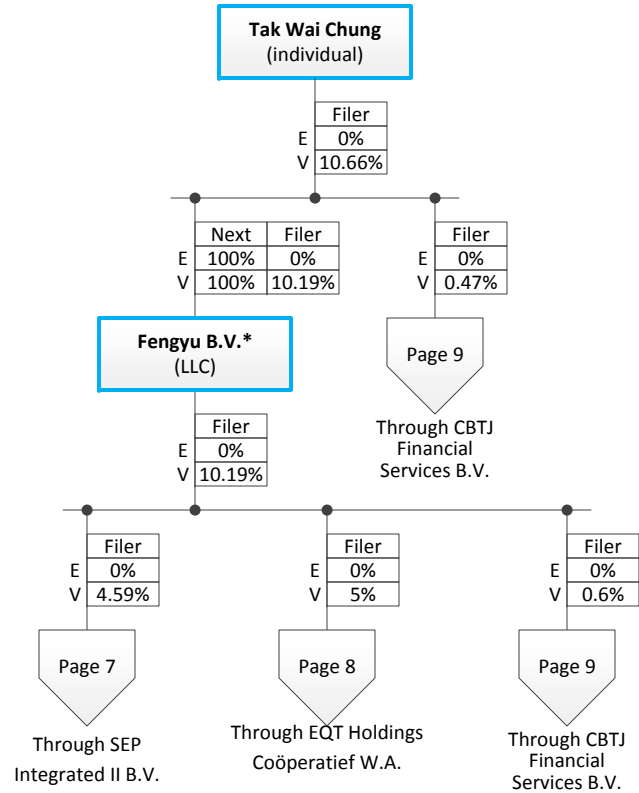 Tak Wai Chung
(individual)
Filer
E 0%
V 10.66%
Next Filer
E 100% 0%
V 100% 10.19%
Filer
E 0%
V 0.47%
Fengyu B.V.*
(LLC)
Page 9
Through CBTJ
Financial
Services B.V.
Filer
E 0%
V 10.19%
Filer
E 0%
V 4.59%
Filer
E 0%
V 5%
Filer
E 0%
V 0.6%
Page 7
Through SEP
Integrated II B.V.
Page 8
Through EQT Holdings
Coöperatief W.A.
Page 9
Through CBTJ
Financial
Services B.V.